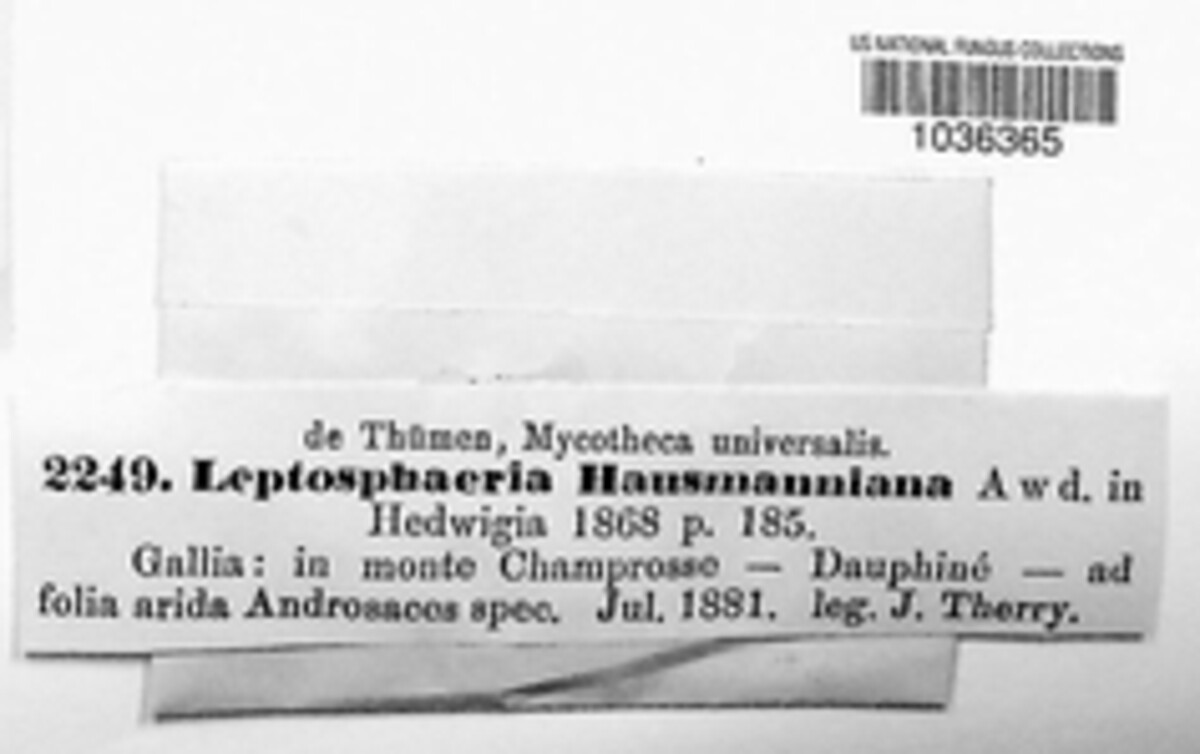 US NATIONAL FUNGUS COLLECTIONS
1036365
de Thümen, Mycotheca universalis.
2249. Leptosphaeria Hausmanniana Awd. in
Hedwigia 1868 p. 185.
Gallia: in monte Champrosse — Dauphiné — ad
folia arida Androsaces spec. Jul. 1881. leg. J. Therry.